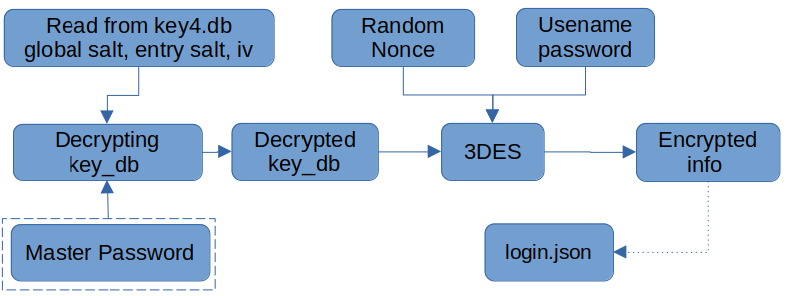 Read from key4.db
global salt, entry salt, iv
Random
Nonce
Usename
password
Decrypting
key_db
Decrypted
key_db
3DES
Encrypted
info
Master Password
login.json